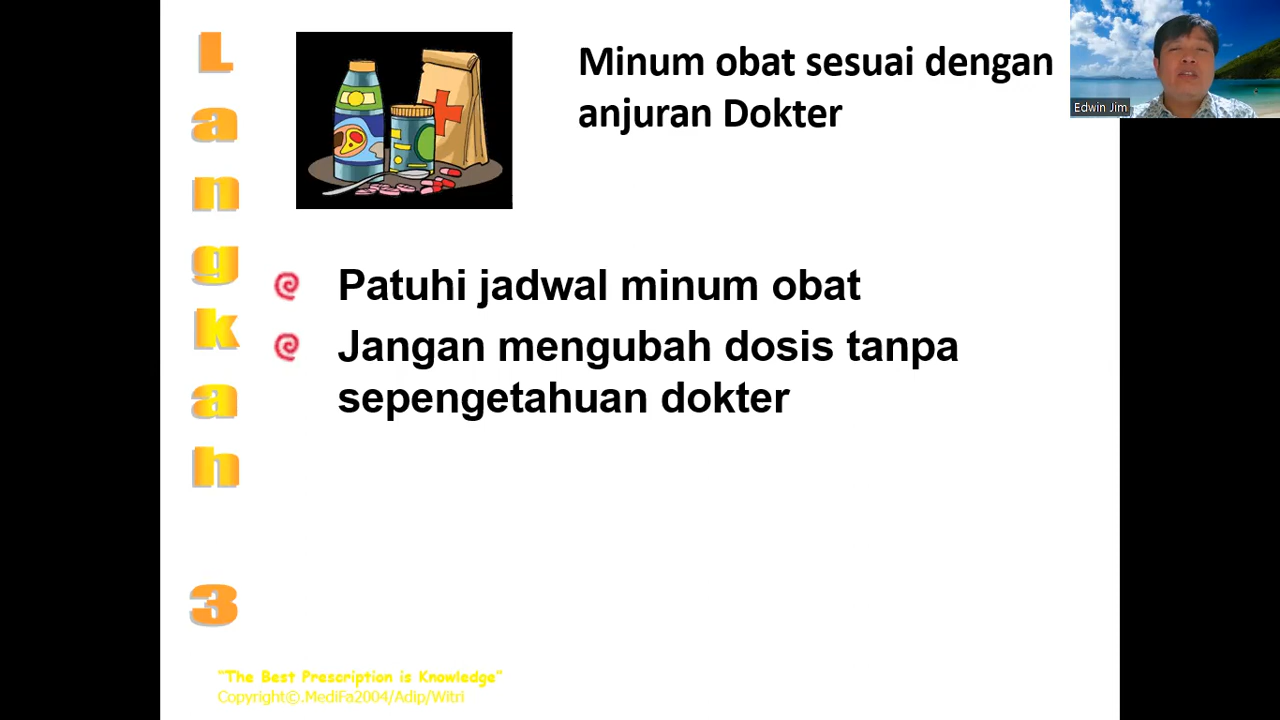 Langkah 3
Minum obat sesuai dengan
anjuran Dokter
Edwin Jim
Patuhi jadwal minum obat
Jangan mengubah dosis tanpa
sepengetahuan dokter
"The Best Prescription is Knowledge"
Copyright©.MediFa2004/Adip/Witri